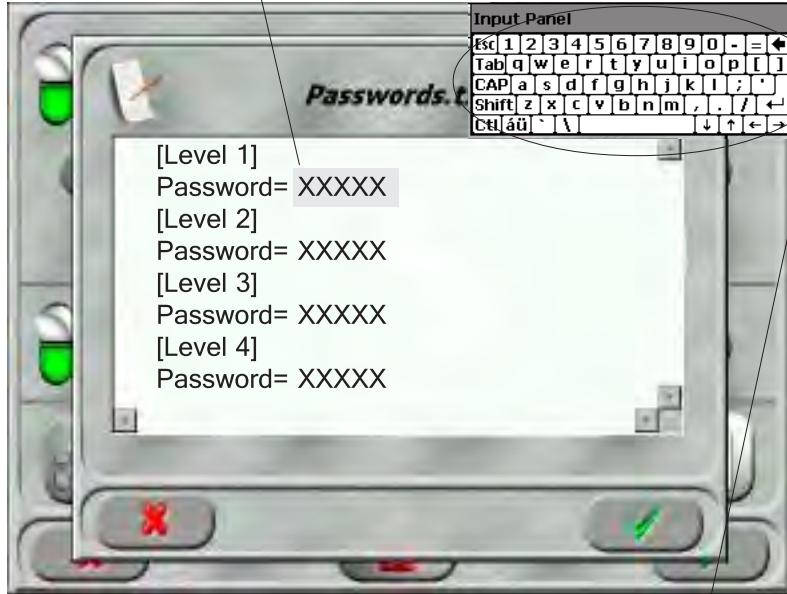 Input Panel
Esc 1 2 3 4 5 6 7 8 9 0 - =
Tab q w e r t y u i o p [ ]
CAP a s d f g h j k l ; '
Shift z x c v b n m , . /
Ctl áü ` \
Passwords.t
[Level 1]
Password= XXXXX
[Level 2]
Password= XXXXX
[Level 3]
Password= XXXXX
[Level 4]
Password= XXXXX